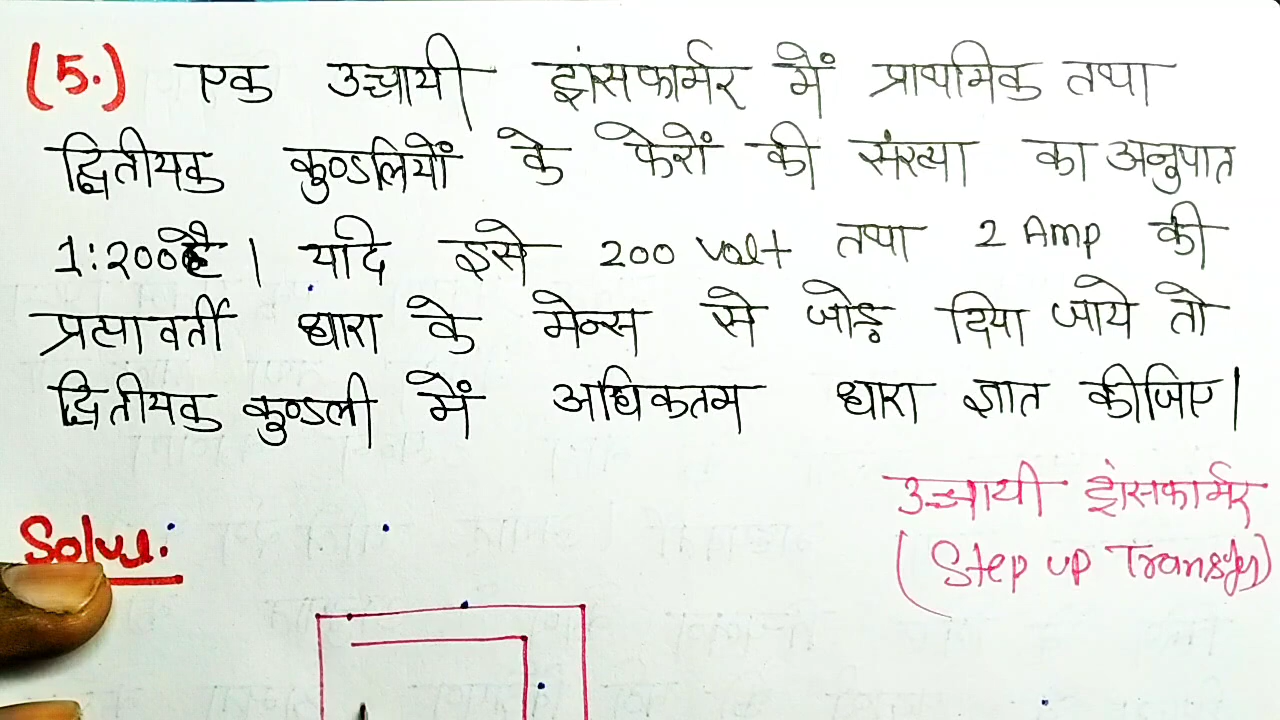 (5.) एक उच्चायी ट्रांसफार्मर में प्राथमिक तथा
द्वितीयक कुण्डलियों के फेरों की संख्या का अनुपात
1:200 है। यदि इसे 200 Volt तथा 2 Amp की
प्रत्यावर्ती धारा के मेन्स से जोड़ दिया जाये तो
द्वितीयक कुण्डली में अधिकतम धारा ज्ञात कीजिए।
उच्चायी ट्रांसफार्मर
(Step up
Solve: